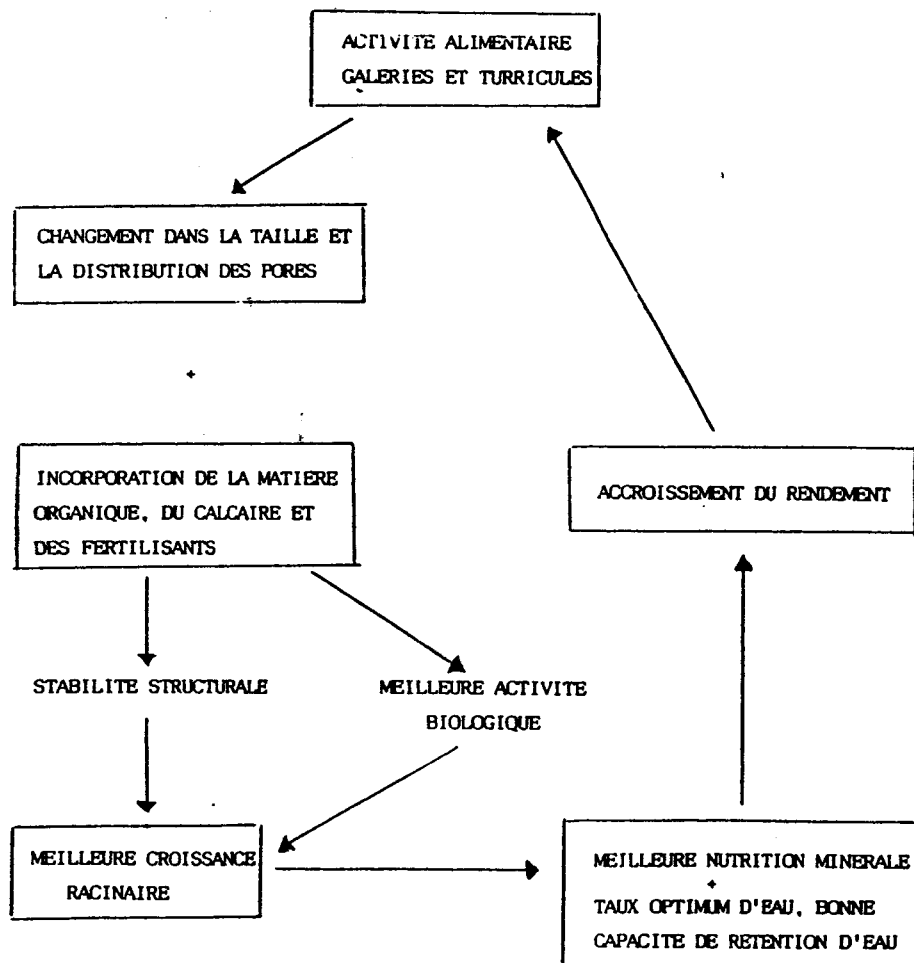 ACTIVITE ALIMENTAIRE
GALERIES ET TURRICULES
CHANGEMENT DANS LA TAILLE ET
LA DISTRIBUTION DES PORES
+
INCORPORATION DE LA MATIERE
ORGANIQUE, DU CALCAIRE ET
DES FERTILISANTS
ACCROISSEMENT DU RENDEMENT
STABILITE STRUCTURALE
MEILLEURE ACTIVITE
BIOLOGIQUE
MEILLEURE CROISSANCE
RACINAIRE
MEILLEURE NUTRITION MINERALE
+
TAUX OPTIMUM D'EAU, BONNE
CAPACITE DE RETENTION D'EAU